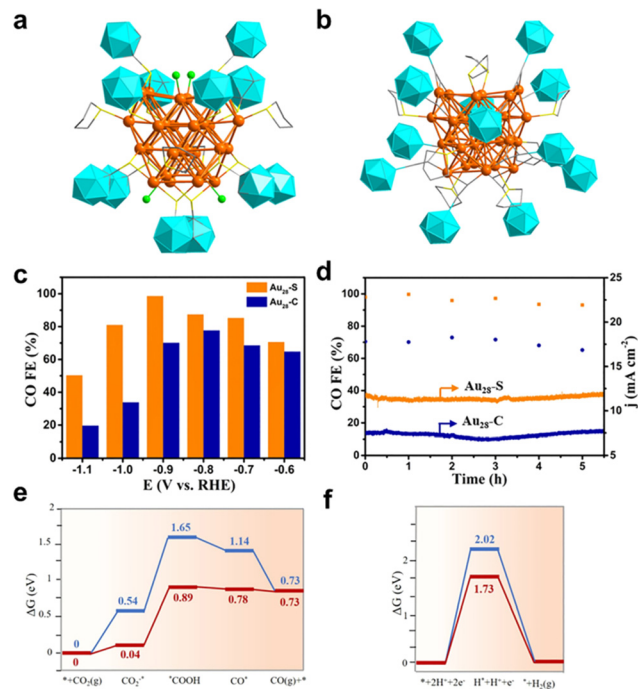 a
b
c
d
Au28-S
Au28-C
100
80
60
40
20
0
CO FE (%)
-1.1 -1.0 -0.9 -0.8 -0.7 -0.6
E (V vs. RHE)
100
80
60
40
20
0
CO FE (%)
Au28-S
Au28-C
25
20
15
10
5
j (mA cm-2)
0 1 2 3 4 5
Time (h)
e
f
2
1.5
1
0.5
0
ΔG (eV)
1.65
1.14
0.54
0.73
0.89
0.78
0.73
0
0
0.04
*+CO2(g) CO2-* *COOH CO* CO(g)+*
2
1
0
ΔG (eV)
2.02
1.73
*+2H++2e- H*+H++e- *+H2(g)